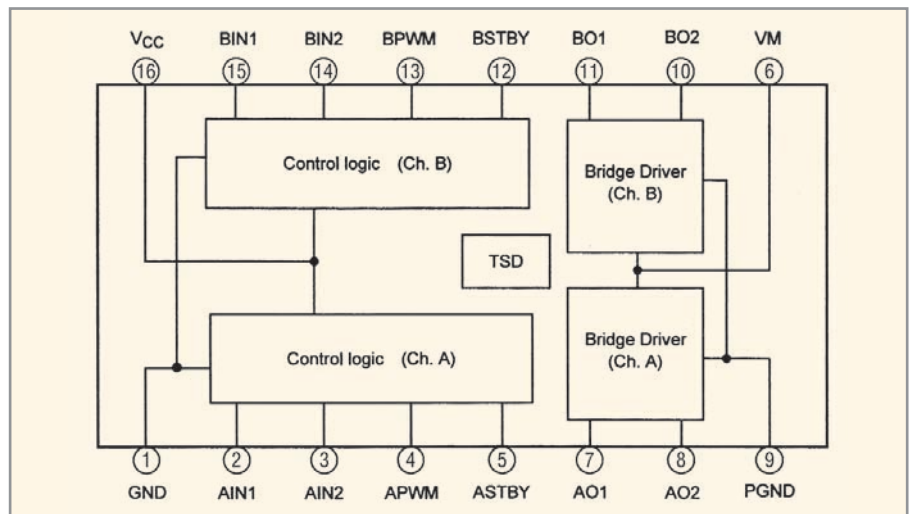 VCC BIN1 BIN2 BPWM BSTBY BO1 BO2 VM
16 15 14 13 12 11 10 6
Control logic (Ch. B)
Bridge Driver
(Ch. B)
TSD
Control logic (Ch. A)
Bridge Driver
(Ch. A)
1 2 3 4 5 7 8 9
GND AIN1 AIN2 APWM ASTBY AO1 AO2 PGND